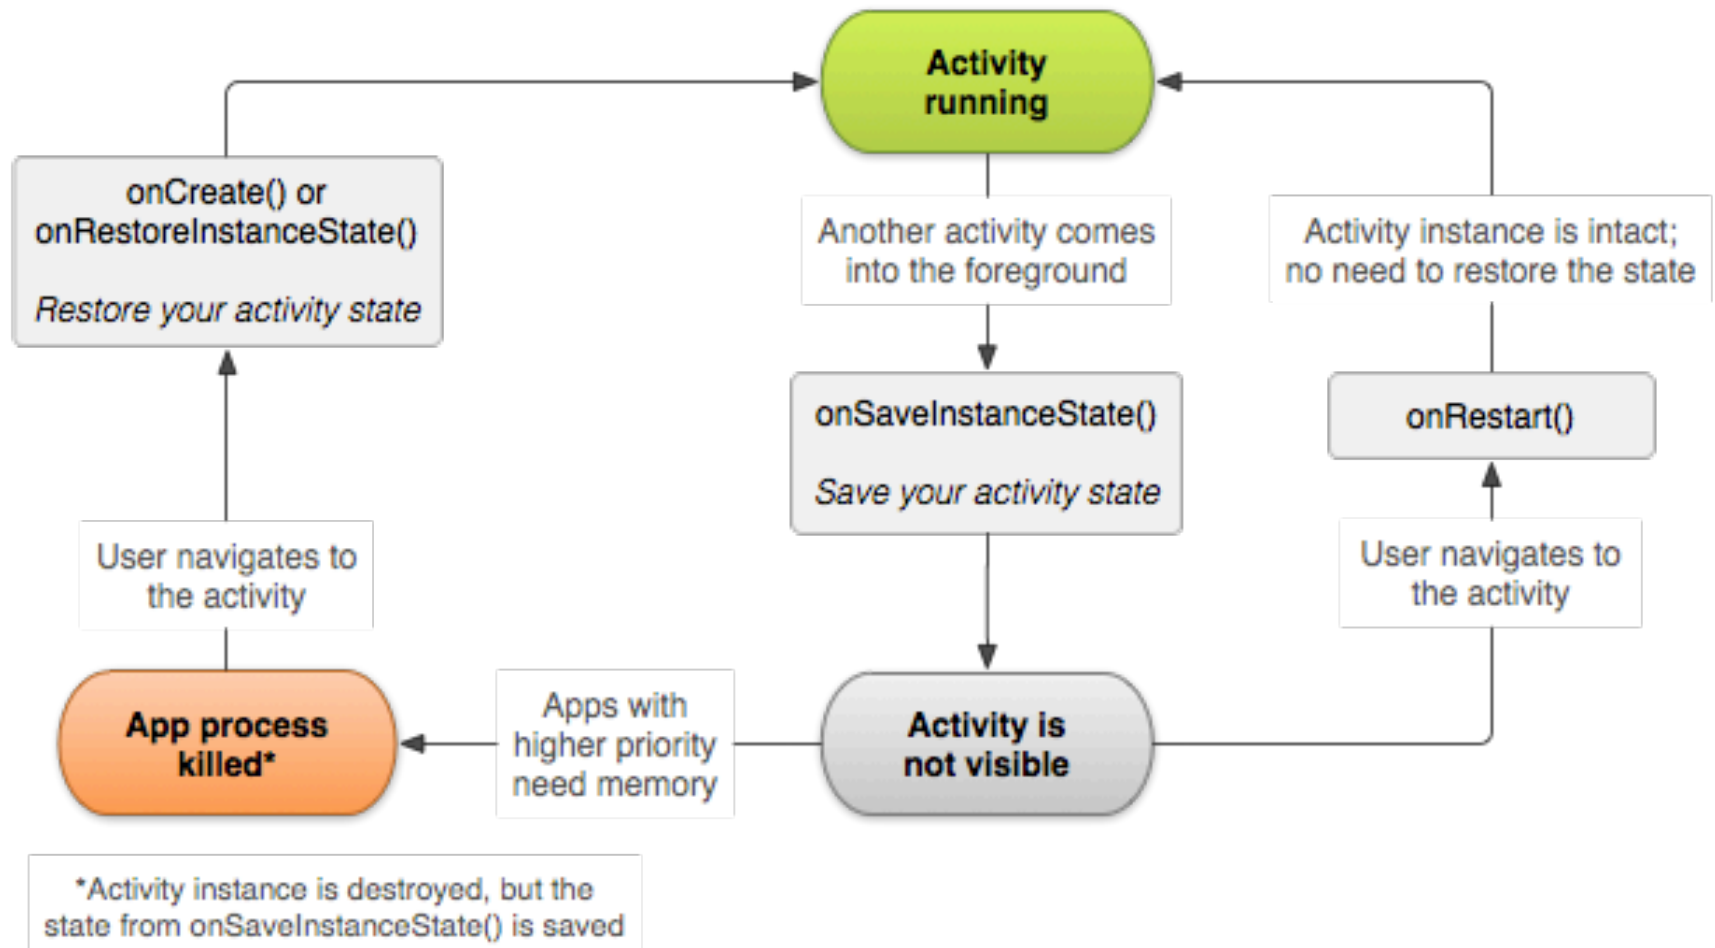 Activity
running
onCreate() or
onRestoreInstanceState()
Restore your activity state
Another activity comes
into the foreground
Activity instance is intact;
no need to restore the state
onSaveInstanceState()
Save your activity state
onRestart()
User navigates to
the activity
User navigates to
the activity
App process
killed*
Apps with
higher priority
need memory
Activity is
not visible
*Activity instance is destroyed, but the
state from onSaveInstanceState() is saved